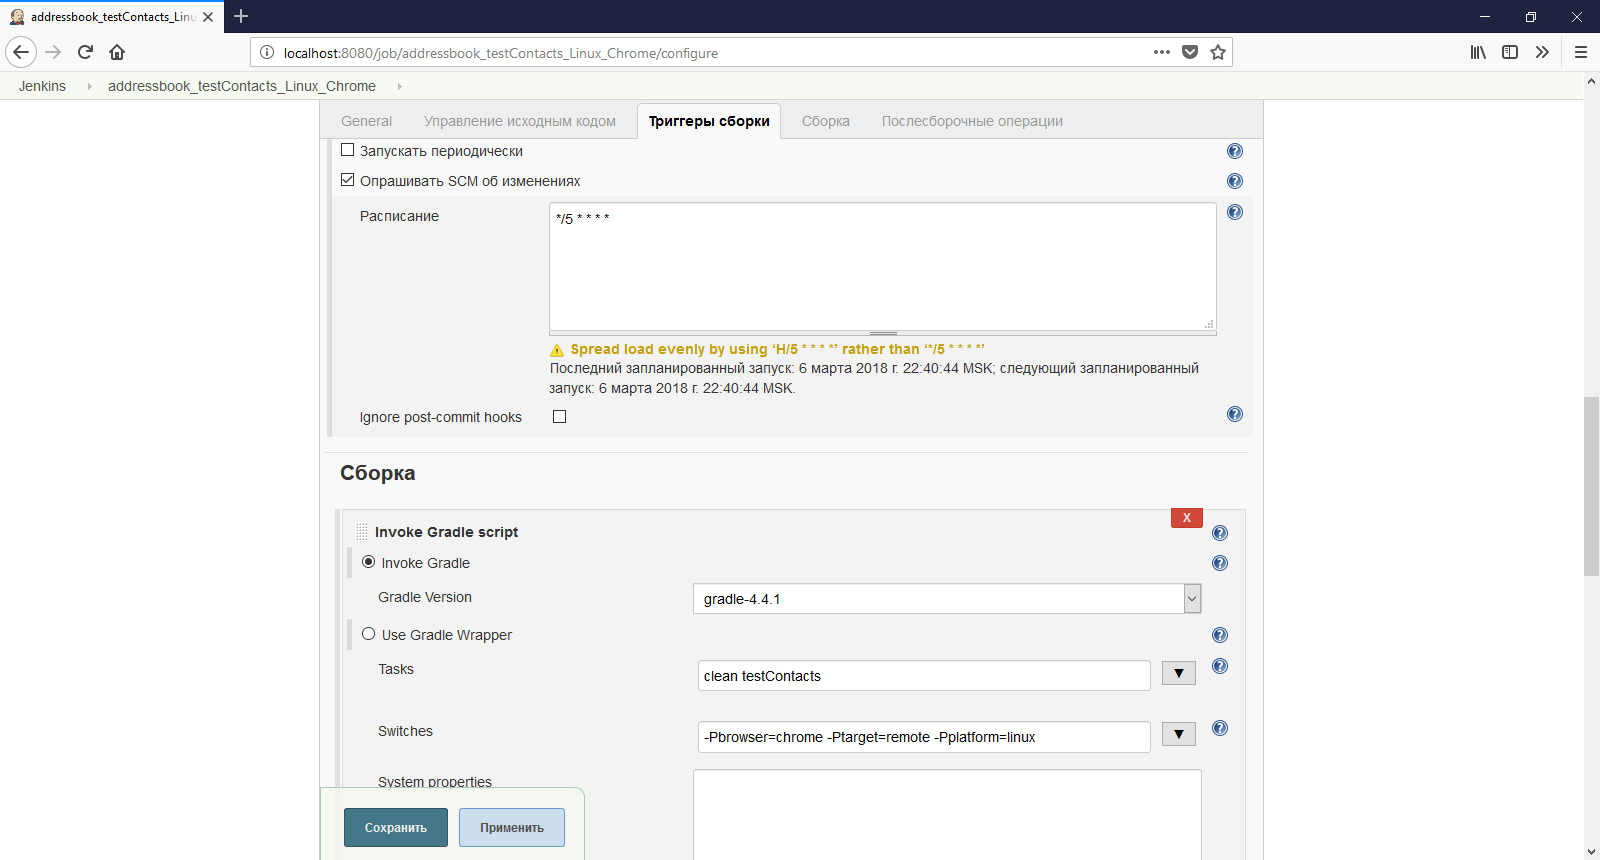 addressbook_testContacts_Linu
localhost:8080/job/addressbook_testContacts_Linux_Chrome/configure
Jenkins
addressbook_testContacts_Linux_Chrome
General Управление исходным кодом Триггеры сборки Сборка Послесборочные операции
Запускать периодически
Опрашивать SCM об изменениях
Расписание
*/5 * * * *
Spread load evenly by using ‘H/5 * * * *’ rather than ‘*/5 * * * *’
Последний запланированный запуск: 6 марта 2018 г. 22:40:44 MSK; следующий запланированный
запуск: 6 марта 2018 г. 22:40:44 MSK.
Ignore post-commit hooks
Сборка
X
Invoke Gradle script
Invoke Gradle
Gradle Version
gradle-4.4.1
Use Gradle Wrapper
Tasks
clean testContacts
Switches
-Pbrowser=chrome -Ptarget=remote -Pplatform=linux
System properties
Сохранить
Применить